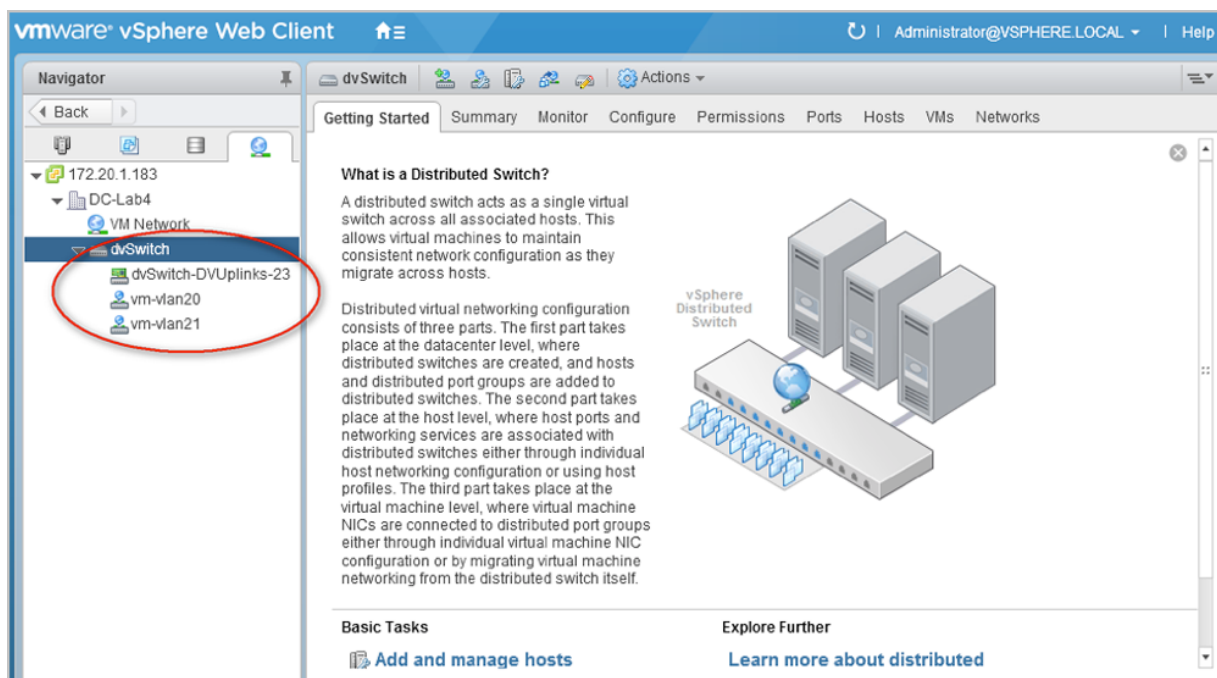 vmware® vSphere Web Client
Administrator@VSPHERE.LOCAL
Help
Navigator
Back
172.20.1.183
DC-Lab4
VM Network
dvSwitch
dvSwitch-DVUplinks-23
vm-vlan20
vm-vlan21
dvSwitch
Actions
Getting Started Summary Monitor Configure Permissions Ports Hosts VMs Networks
What is a Distributed Switch?
A distributed switch acts as a single virtual
switch across all associated hosts. This
allows virtual machines to maintain
consistent network configuration as they
migrate across hosts.
Distributed virtual networking configuration
consists of three parts. The first part takes
place at the datacenter level, where
distributed switches are created, and hosts
and distributed port groups are added to
distributed switches. The second part takes
place at the host level, where host ports and
networking services are associated with
distributed switches either through individual
host networking configuration or using host
profiles. The third part takes place at the
virtual machine level, where virtual machine
NICs are connected to distributed port groups
either through individual virtual machine NIC
configuration or by migrating virtual machine
networking from the distributed switch itself.
vSphere
Distributed
Switch
Basic Tasks
Add and manage hosts
Explore Further
Learn more about distributed